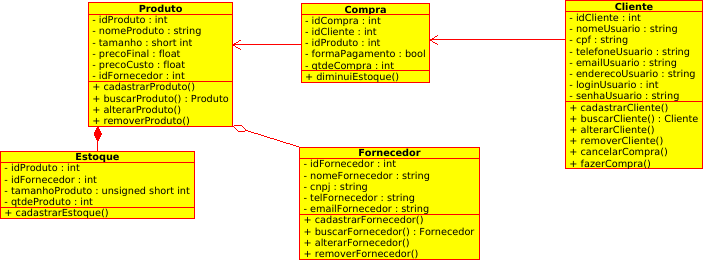 Produto
- idProduto : int
- nomeProduto : string
- tamanho : short int
- precoFinal : float
- precoCusto : float
- idFornecedor : int
+ cadastrarProduto()
+ buscarProduto() : Produto
+ alterarProduto()
+ removerProduto()
Compra
- idCompra : int
- idCliente : int
- idProduto : int
- formaPagamento : bool
- qtdeCompra : int
+ diminuiEstoque()
Cliente
- idCliente : int
- nomeUsuario : string
- cpf : string
- telefoneUsuario : string
- emailUsuario : string
- enderecoUsuario : string
- loginUsuario : int
- senhaUsuario : string
+ cadastrarCliente()
+ buscarCliente() : Cliente
+ alterarCliente()
+ removerCliente()
+ cancelarCompra()
+ fazerCompra()
Estoque
- idProduto : int
- idFornecedor : int
- tamanhoProduto : unsigned short int
- qtdeProduto : int
+ cadastrarEstoque()
Fornecedor
- idFornecedor : int
- nomeFornecedor : string
- cnpj : string
- telFornecedor : string
- emailFornecedor : string
+ cadastrarFornecedor()
+ buscarFornecedor() : Fornecedor
+ alterarFornecedor()
+ removerFornecedor()